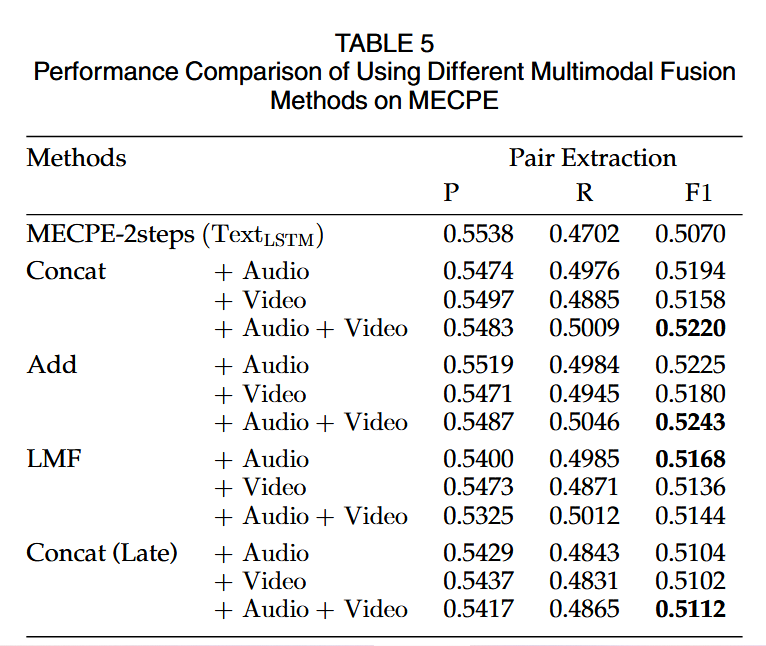 TABLE 5
Performance Comparison of Using Different Multimodal Fusion
Methods on MECPE
Methods Pair Extraction
P R F1
MECPE-2steps (TextLSTM) 0.5538 0.4702 0.5070
Concat + Audio 0.5474 0.4976 0.5194
+ Video 0.5497 0.4885 0.5158
+ Audio + Video 0.5483 0.5009 0.5220
Add + Audio 0.5519 0.4984 0.5225
+ Video 0.5471 0.4945 0.5180
+ Audio + Video 0.5487 0.5046 0.5243
LMF + Audio 0.5400 0.4985 0.5168
+ Video 0.5473 0.4871 0.5136
+ Audio + Video 0.5325 0.5012 0.5144
Concat (Late) + Audio 0.5429 0.4843 0.5104
+ Video 0.5437 0.4831 0.5102
+ Audio + Video 0.5417 0.4865 0.5112